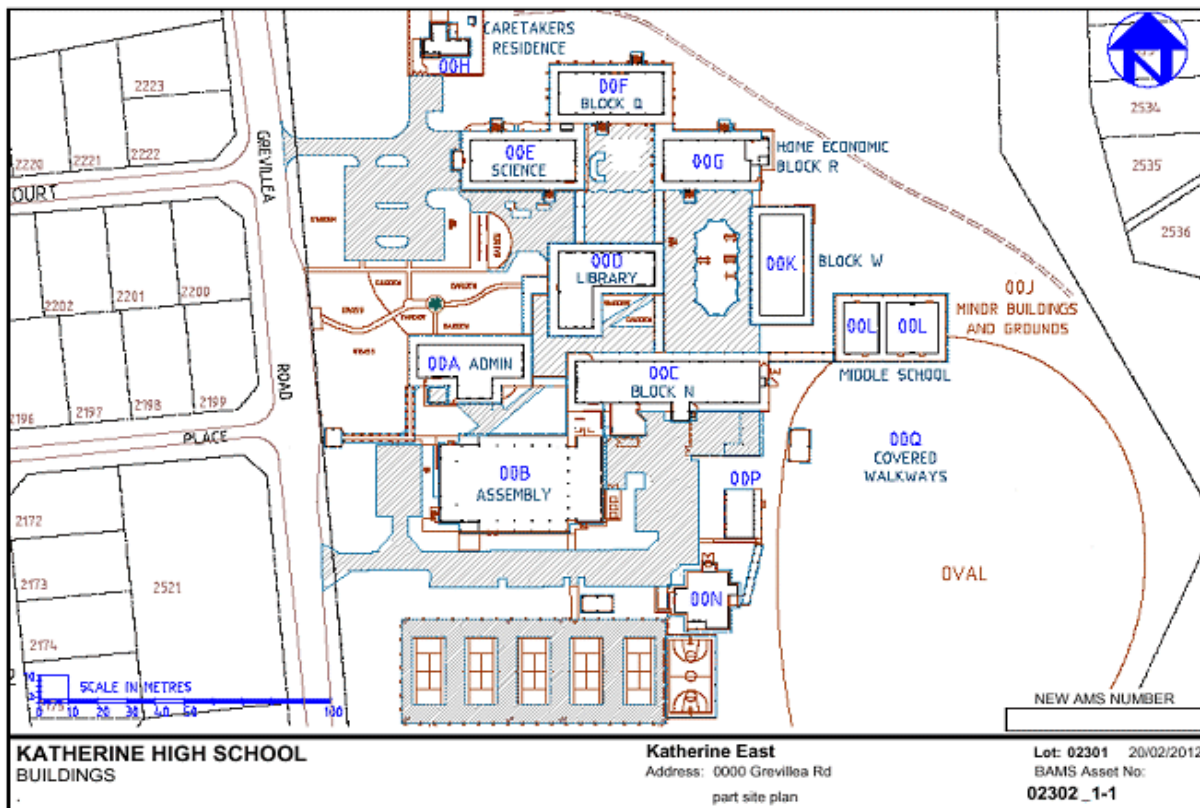 CARETAKERS
RESIDENCE
00H
N
2223
2220
2221
2222
OURT
GREVILLEA
00F
BLOCK Q
00E
SCIENCE
00G
HOME ECONOMIC
BLOCK R
2534
2535
2536
00D
LIBRARY
00K
BLOCK W
2202
2201
2200
GARDEN
GARDEN
GARDEN
00J
MINOR BUILDINGS
AND GROUNDS
00L
00L
MIDDLE SCHOOL
ROAD
00A ADMIN
00C
BLOCK N
2196
2197
2198
2199
PLACE
00B
ASSEMBLY
00Q
COVERED
WALKWAYS
00P
2172
2173
2174
2521
OVAL
00N
SCALE IN METRES
0 10 20 30 40 50 100
NEW AMS NUMBER
KATHERINE HIGH SCHOOL
BUILDINGS
Katherine East
Address: 0000 Grevillea Rd
part site plan
Lot: 02301 20/02/2012
BAMS Asset No:
02302_1-1